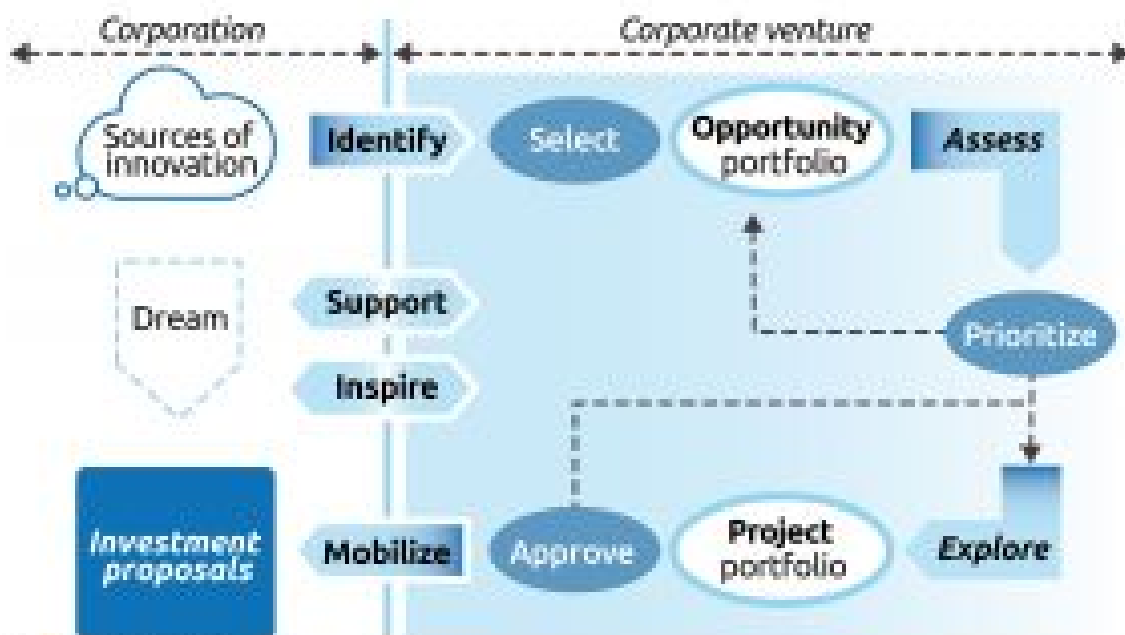 Corporation
Corporate venture
Sources of
innovation
Identify
Select
Opportunity
portfolio
Assess
Dream
Support
Prioritize
Inspire
Investment
proposals
Mobilize
Approve
Project
portfolio
Explore